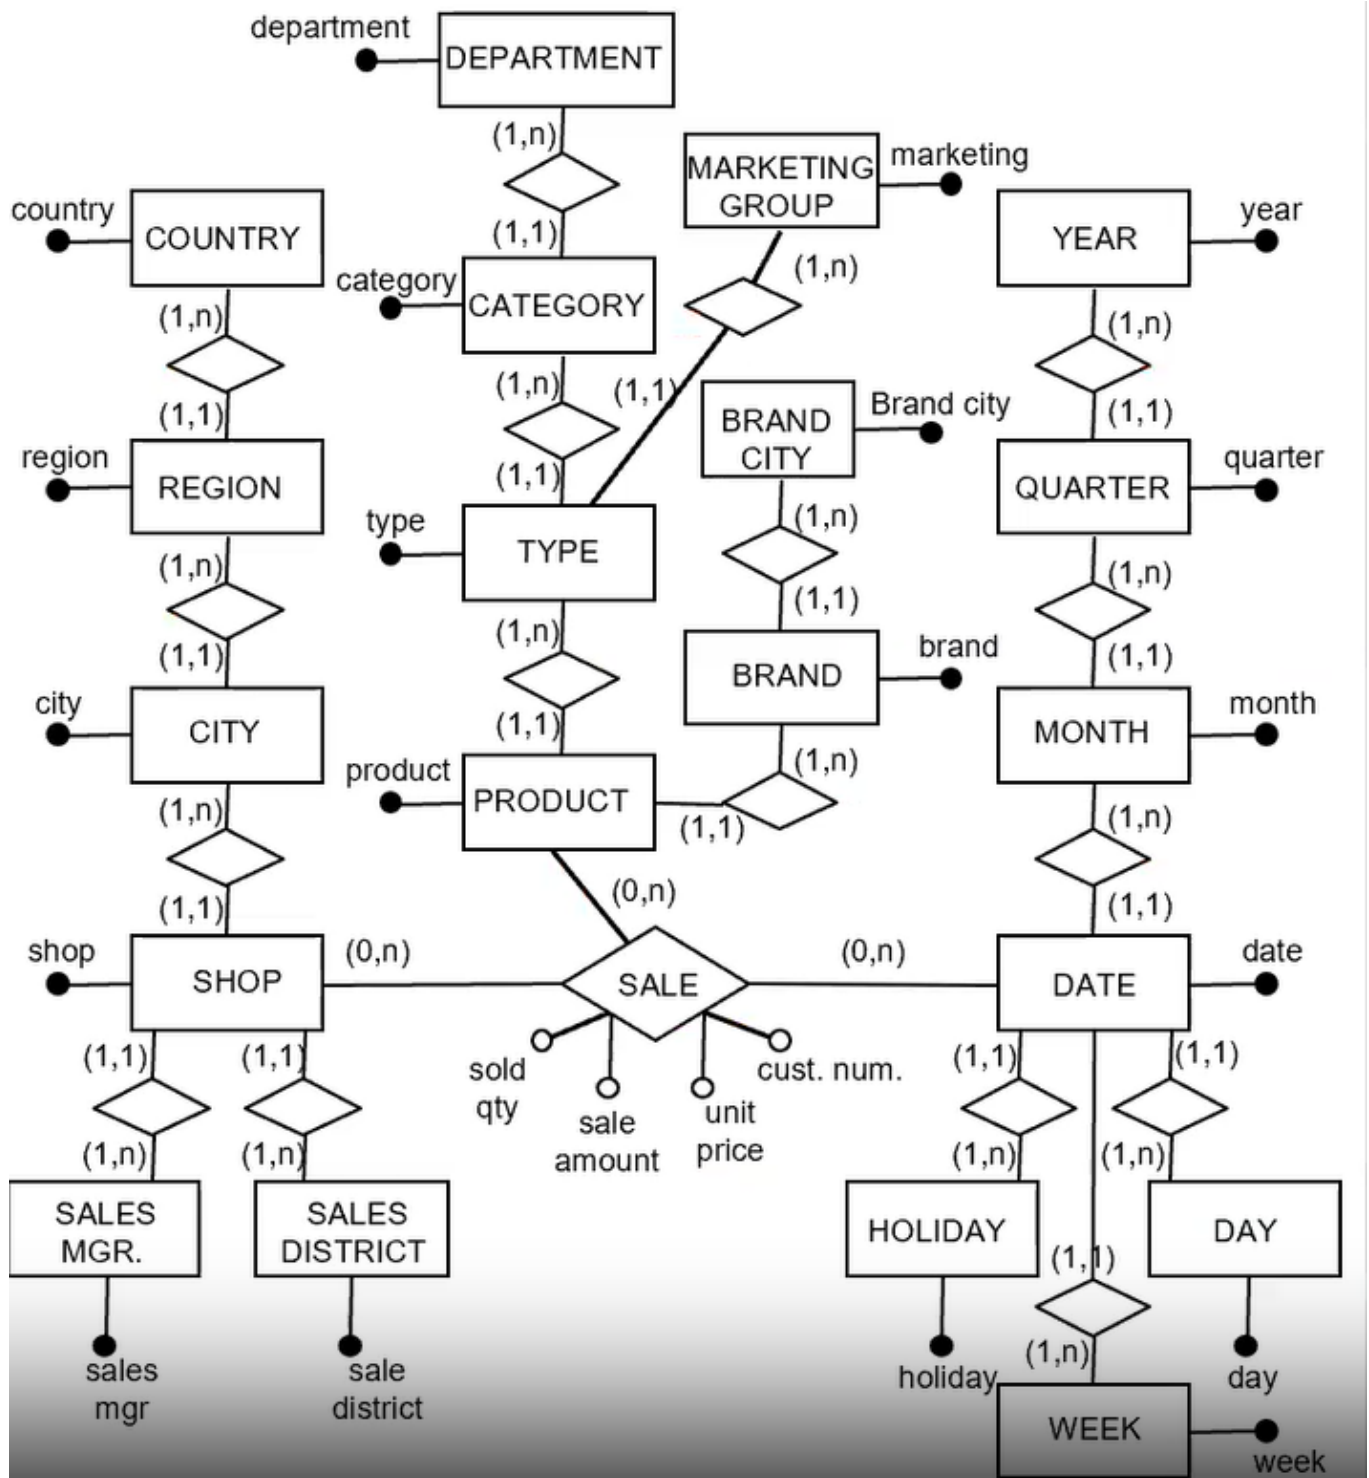 department
DEPARTMENT
(1,n)
MARKETING
GROUP
marketing
country
COUNTRY
(1,1)
YEAR
year
category
CATEGORY
(1,n)
(1,n)
(1,n)
(1,1)
(1,n)
(1,1)
BRAND
CITY
Brand city
(1,1)
region
REGION
(1,1)
QUARTER
quarter
type
TYPE
(1,n)
(1,n)
(1,n)
(1,1)
(1,n)
(1,1)
(1,1)
city
CITY
(1,1)
BRAND
brand
MONTH
month
product
PRODUCT
(1,n)
(1,n)
(1,1)
(1,n)
(1,1)
(0,n)
(1,1)
shop
SHOP
(0,n)
SALE
(0,n)
DATE
date
(1,1)
(1,1)
sold
qty
sale
amount
unit
price
cust. num.
(1,1)
(1,1)
(1,n)
(1,n)
(1,n)
(1,n)
SALES
MGR.
SALES
DISTRICT
HOLIDAY
(1,1)
DAY
sales
mgr
sale
district
holiday
(1,n)
day
WEEK
week